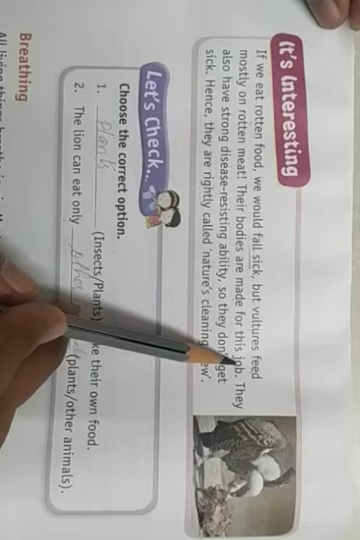 It's Interesting
If we eat rotten food, we would fall sick, but vultures feed
mostly on rotten meat! Their bodies are made for this job. They
also have strong disease-resisting ability, so they don't get
sick. Hence, they are rightly called 'nature's cleaning crew'.
Let's Check...
Choose the correct option.
1. Plants (Insects/Plants) make their own food.
2. The lion can eat only other (plants/other animals).
Breathing